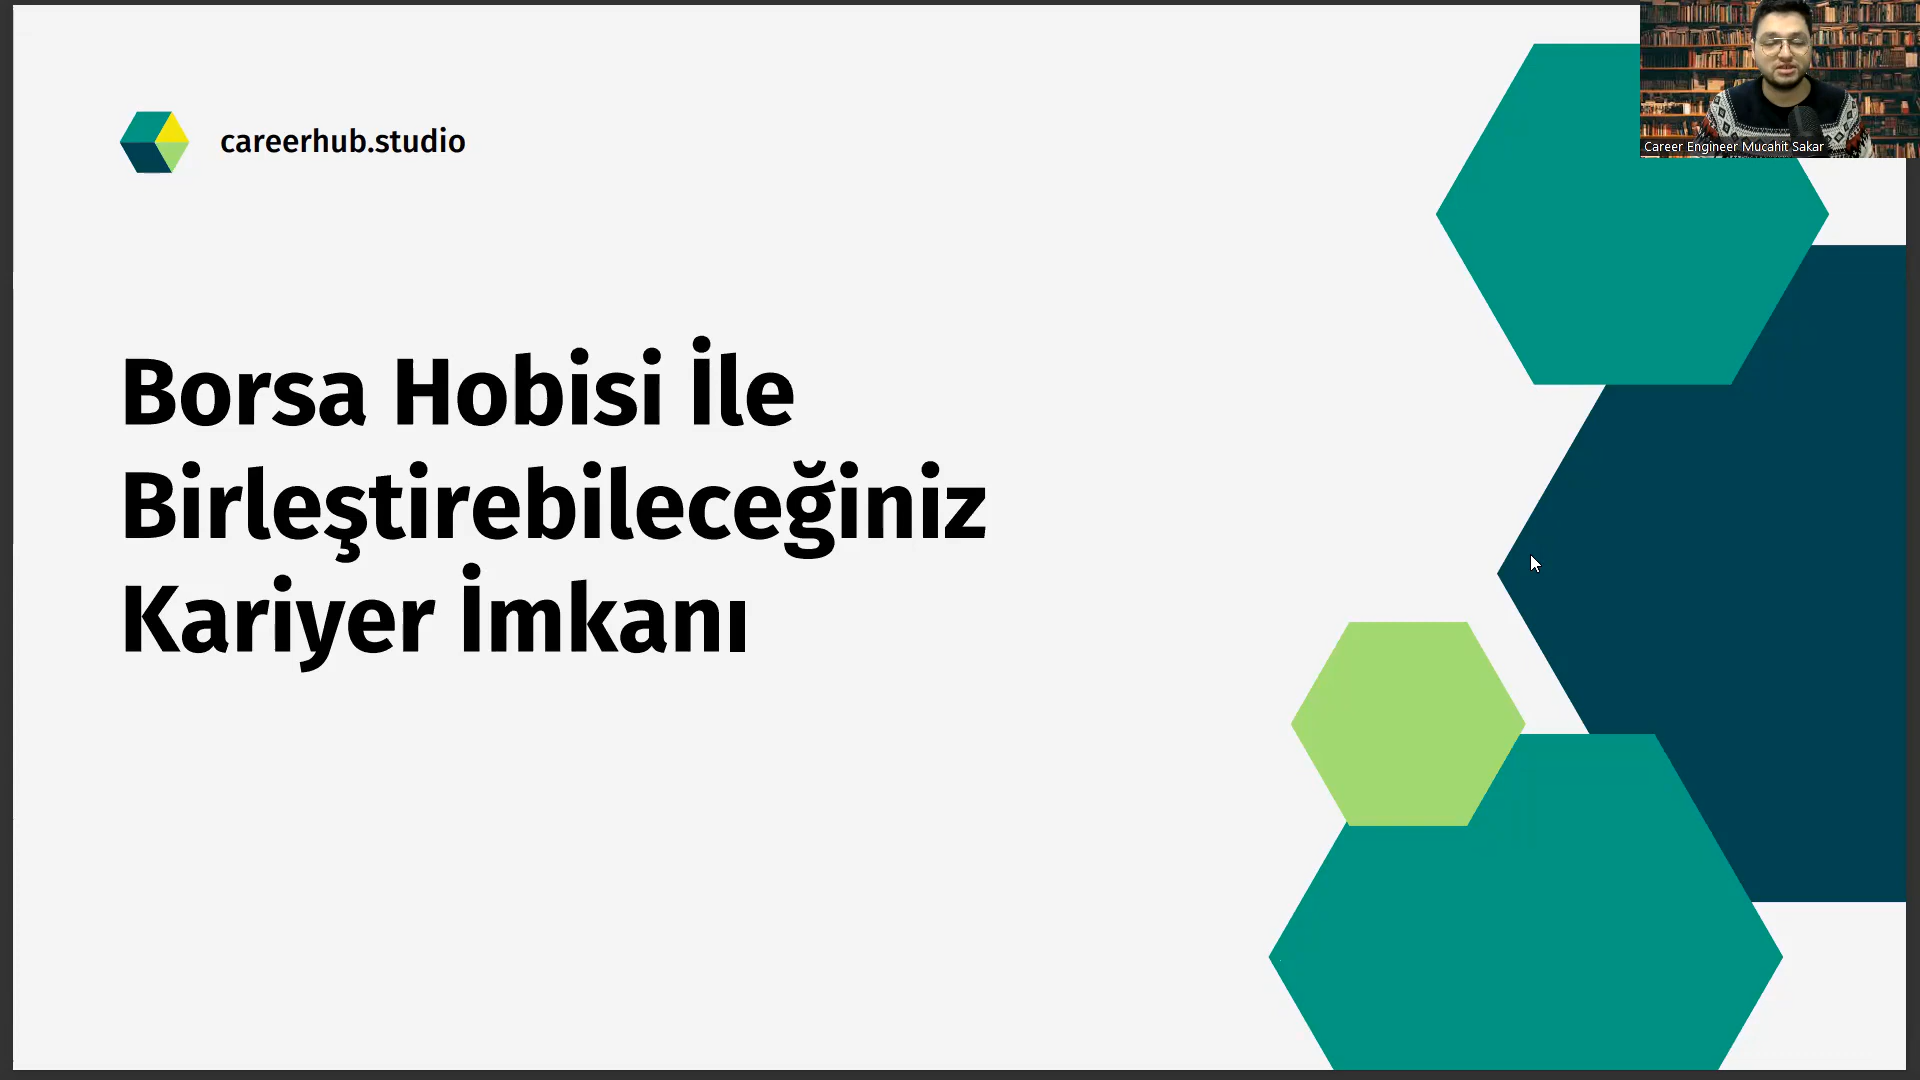 careerhub.studio
Career Engineer Mucahit Sakar
Borsa Hobisi İle
Birleştirebileceğiniz
Kariyer İmkanı